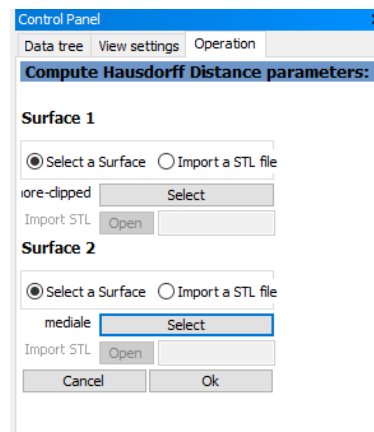 Control Panel
Data tree View settings Operation
Compute Hausdorff Distance parameters:
Surface 1
Select a Surface Import a STL file
ore-clipped Select
Import STL Open
Surface 2
Select a Surface Import a STL file
mediale Select
Import STL Open
Cancel Ok